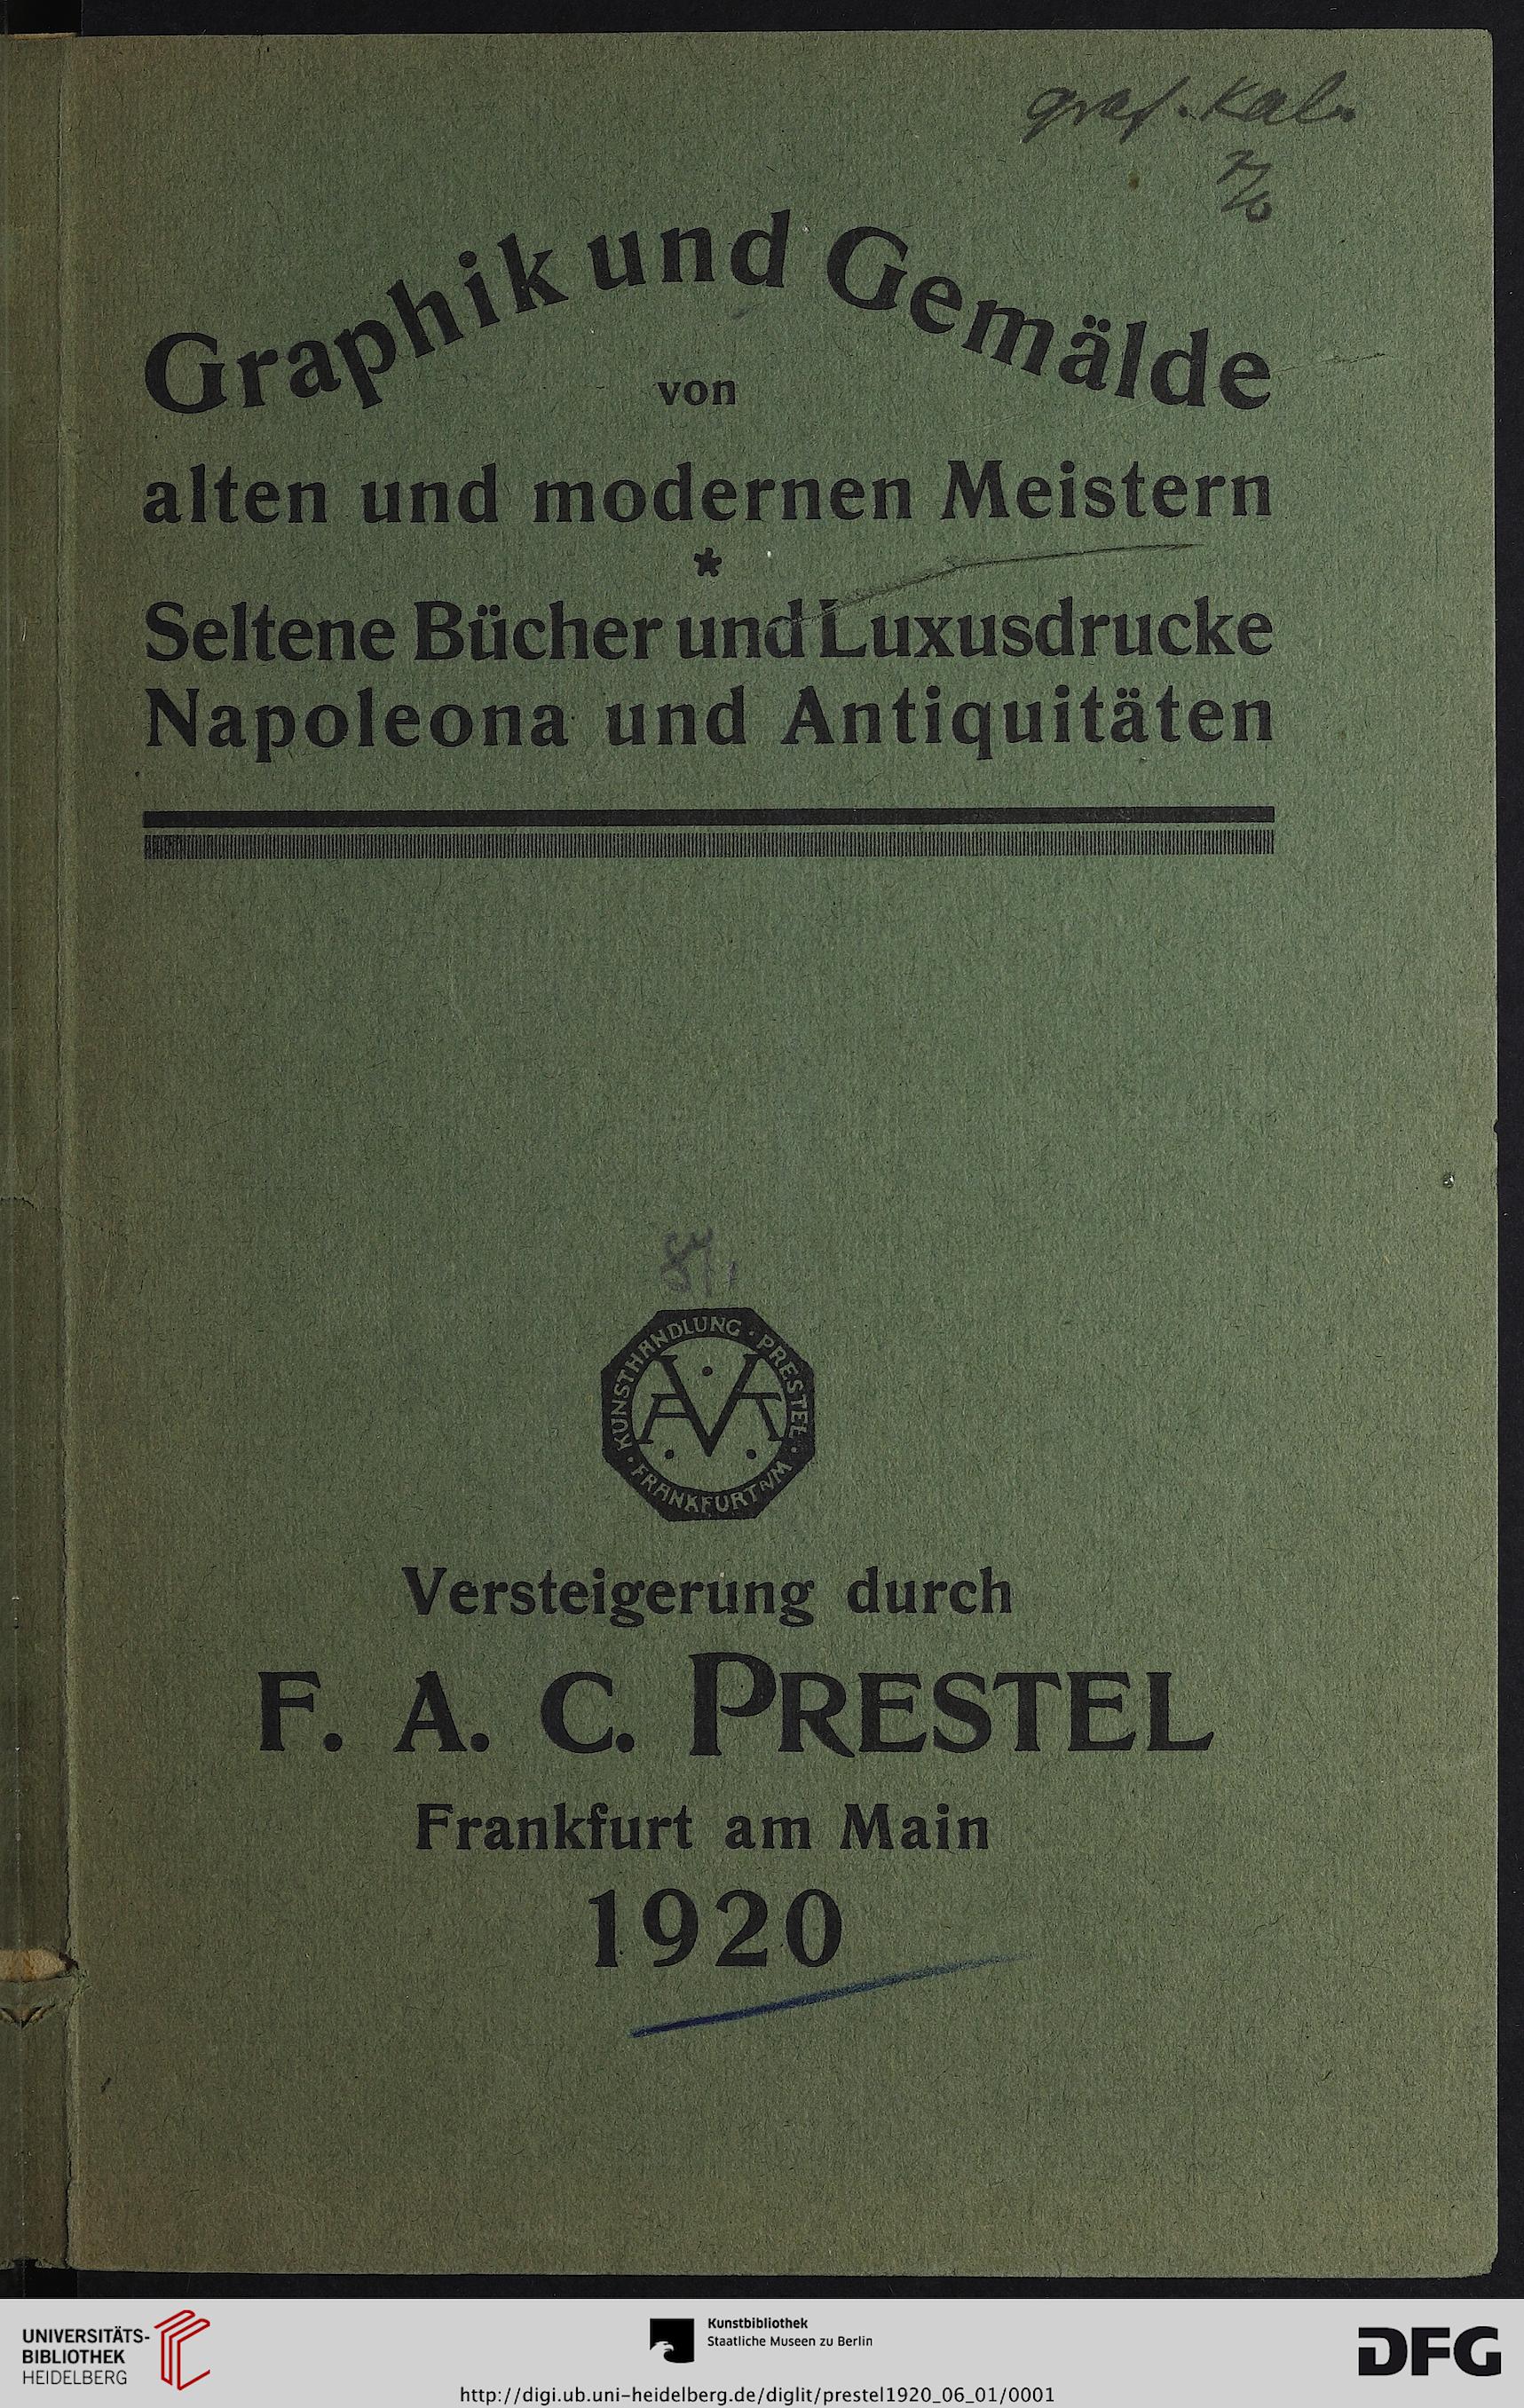 graf. Kab.
Graphik und Gemälde
von
alten und modernen Meistern
*
Seltene Bücher und Luxusdrucke
Napoleona und Antiquitäten
KUNSTHANDLUNG · PRESTEL ·
· FRANKFURT A/M
Versteigerung durch
F. A. C. PRESTEL
Frankfurt am Main
1920
UNIVERSITÄTS-
BIBLIOTHEK
HEIDELBERG
Kunstbibliothek
Staatliche Museen zu Berlin
DFG
http://digi.ub.uni-heidelberg.de/diglit/prestel1920_06_01/0001